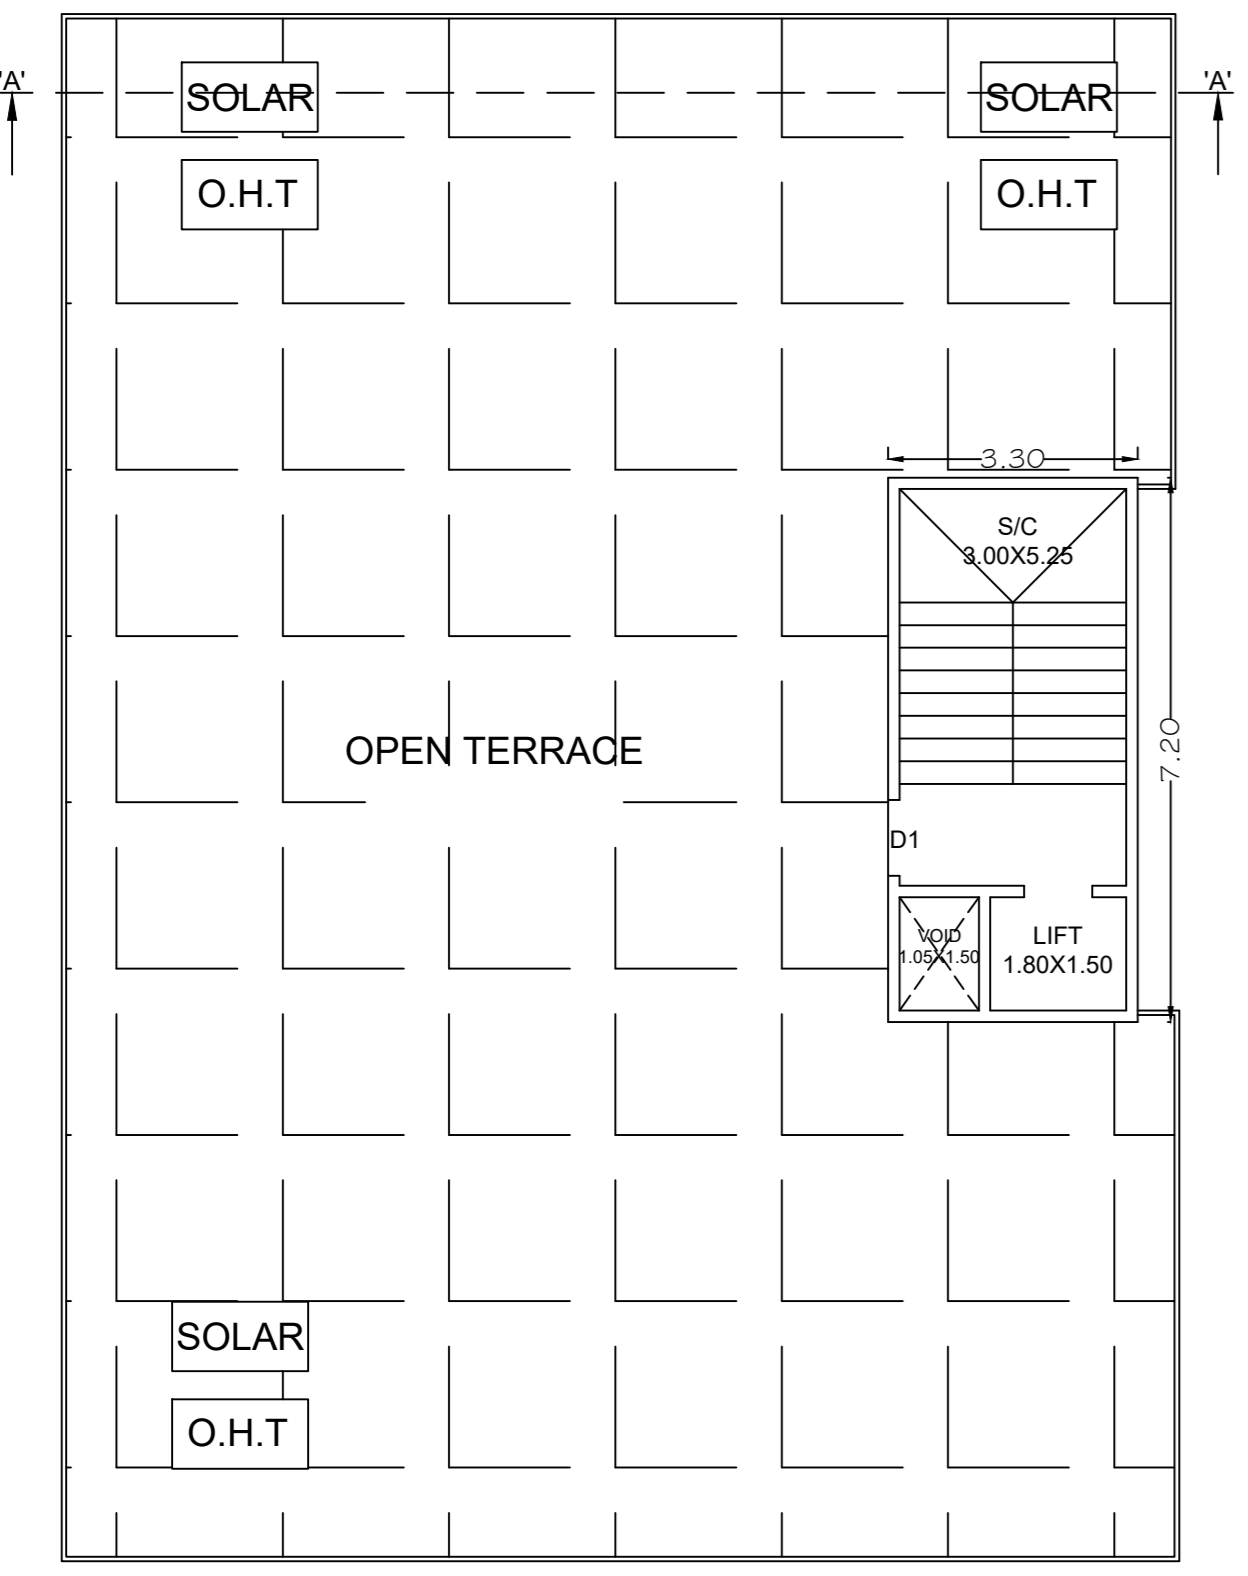 'A'
'A'
SOLAR
SOLAR
O.H.T
O.H.T
3.30
S/C
3.00X5.25
OPEN TERRACE
7.20
D1
VOID
1.05X1.50
LIFT
1.80X1.50
SOLAR
O.H.T